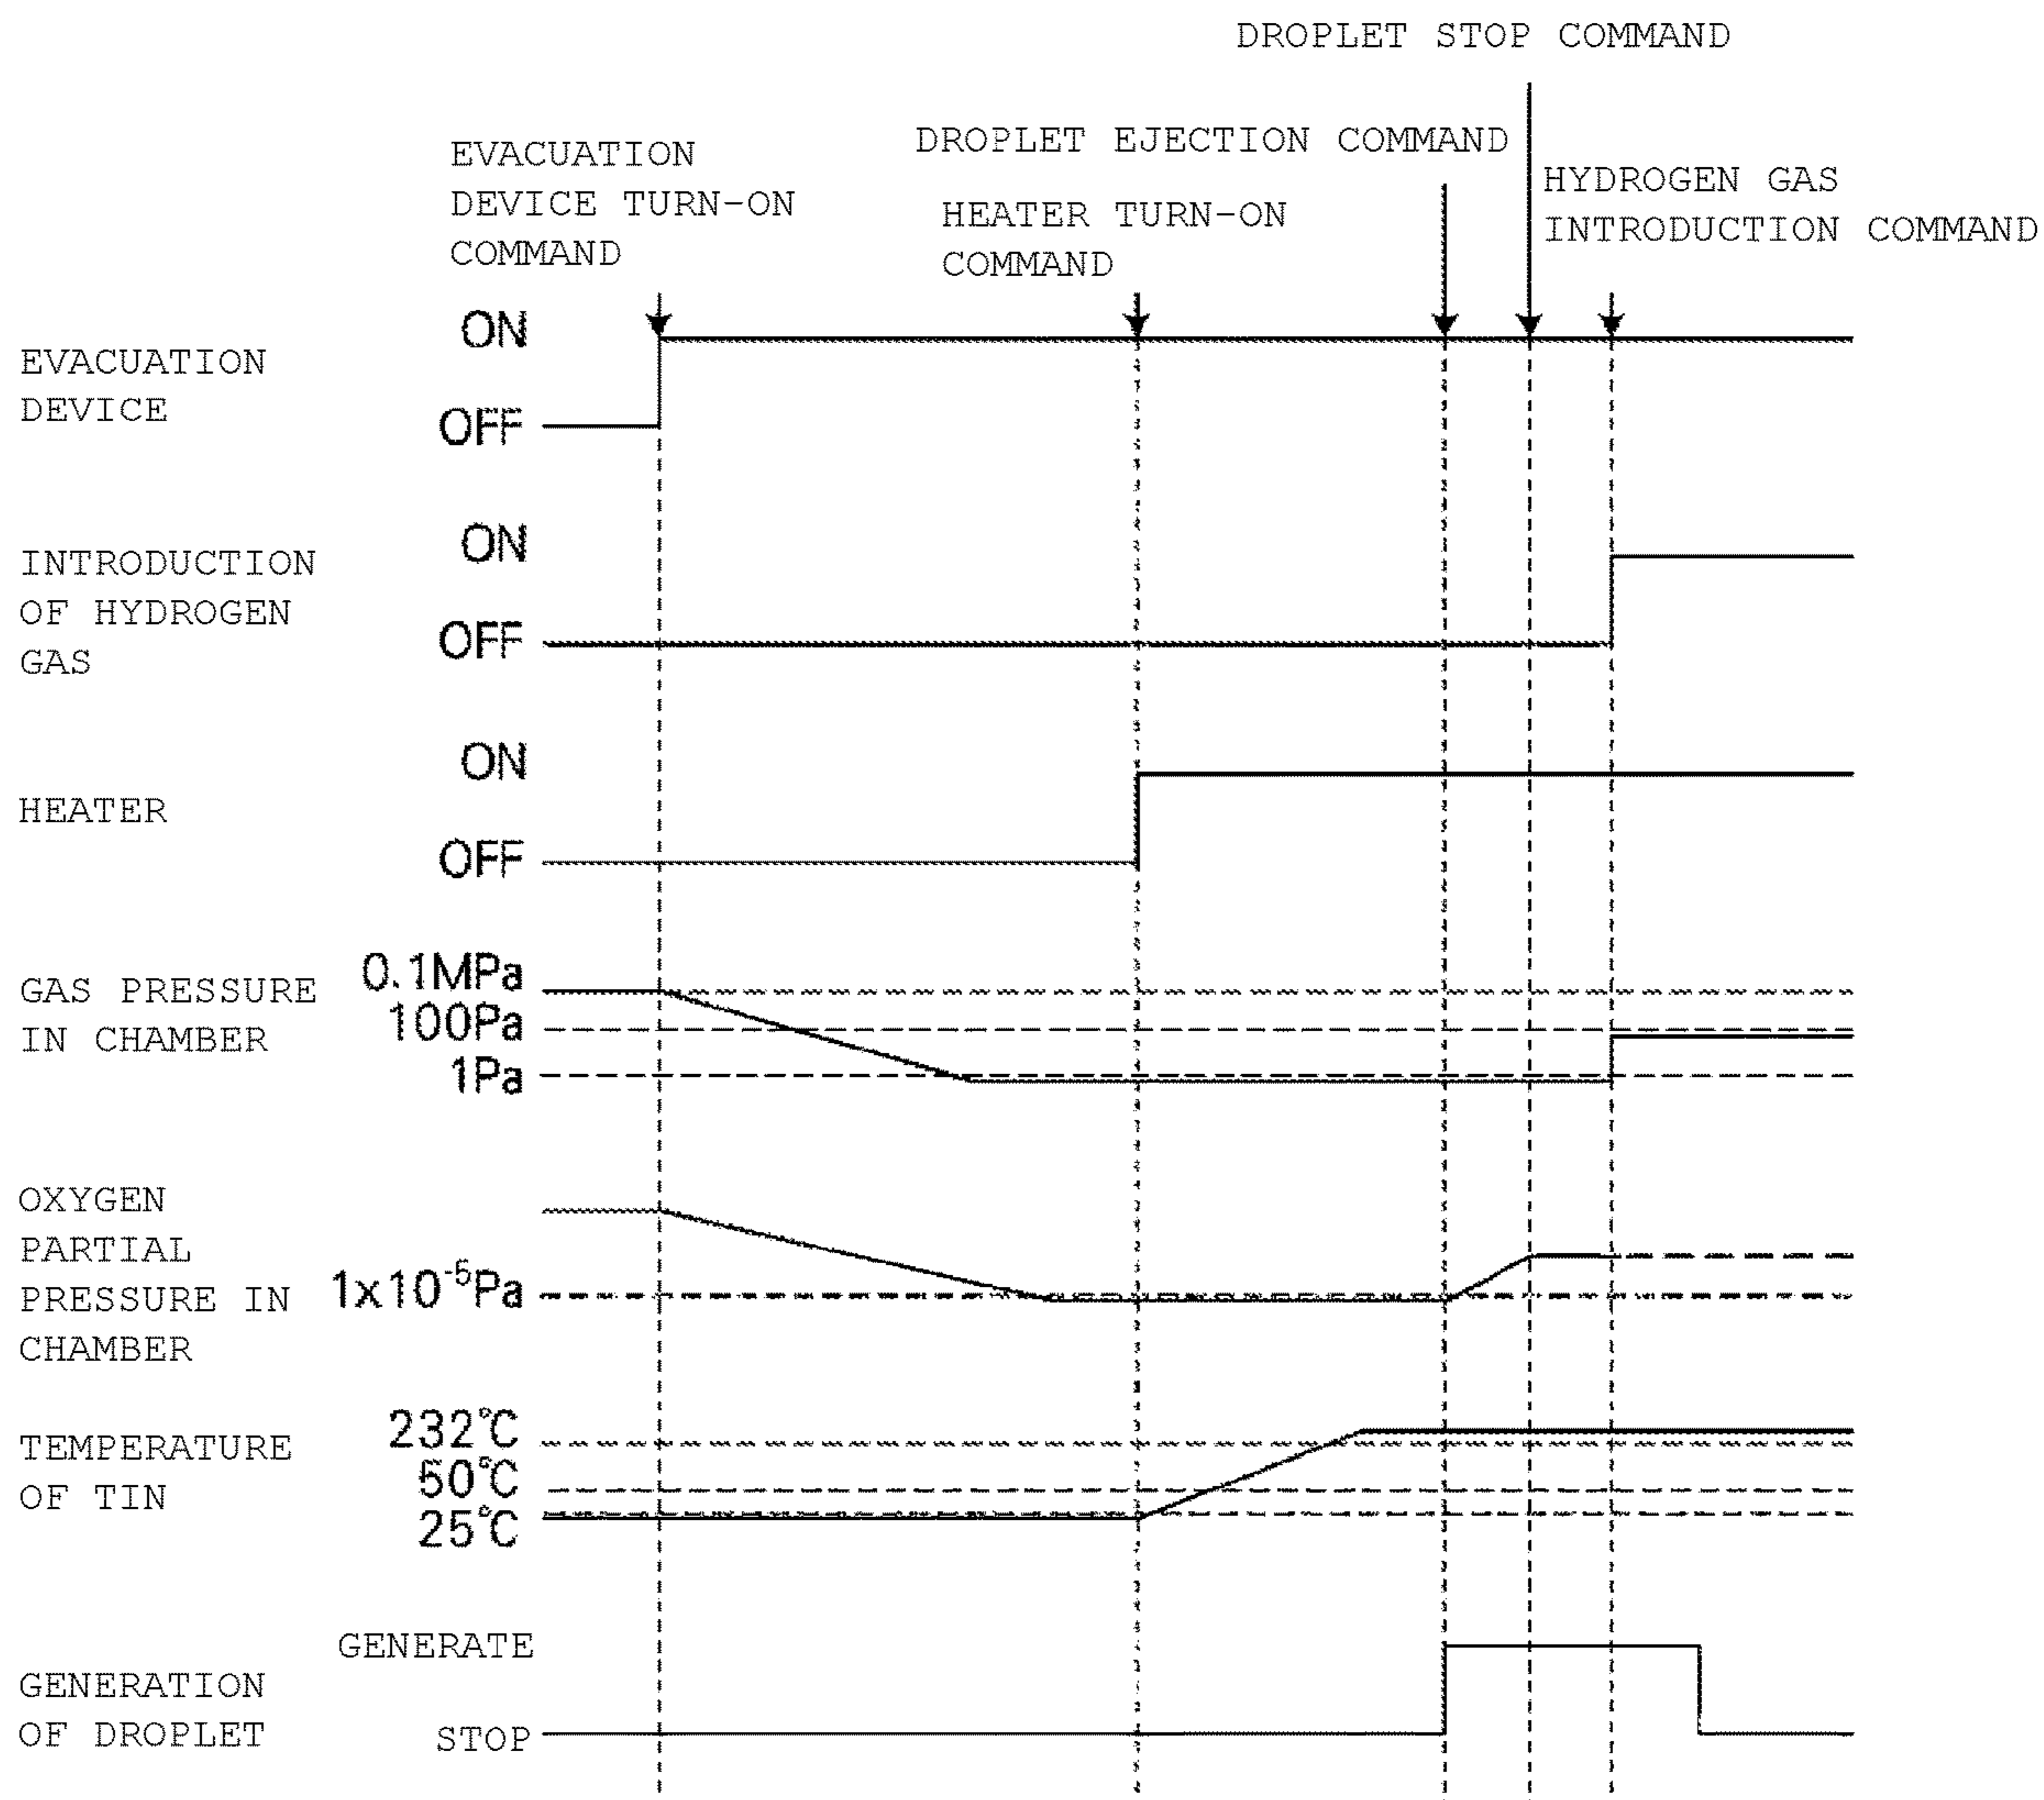 DROPLET STOP COMMAND
DROPLET EJECTION COMMAND
EVACUATION
DEVICE TURN-ON
COMMAND
HEATER TURN-ON
COMMAND
HYDROGEN GAS
INTRODUCTION COMMAND
EVACUATION
DEVICE
ON
OFF
INTRODUCTION
OF HYDROGEN
GAS
ON
OFF
HEATER
ON
OFF
GAS PRESSURE
IN CHAMBER
0.1MPa
100Pa
1Pa
OXYGEN
PARTIAL
PRESSURE IN
CHAMBER
1x10⁻⁵Pa
TEMPERATURE
OF TIN
232℃
50℃
25℃
GENERATION
OF DROPLET
GENERATE
STOP